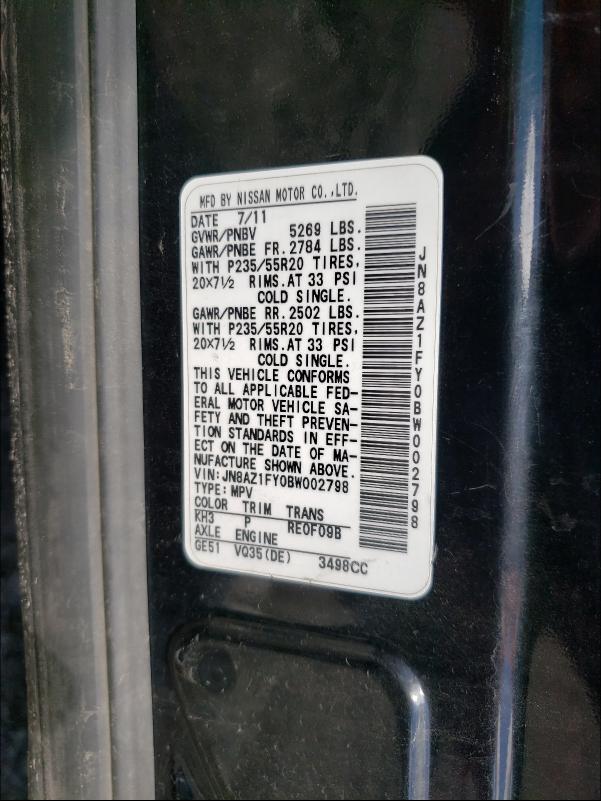 MFD BY NISSAN MOTOR CO.,LTD.
DATE 7/11
GVWR/PNBV 5269 LBS.
GAWR/PNBE FR. 2784 LBS.
WITH P235/55R20 TIRES,
20X7½ RIMS.AT 33 PSI
COLD SINGLE.
GAWR/PNBE RR. 2502 LBS.
WITH P235/55R20 TIRES,
20X7½ RIMS.AT 33 PSI
COLD SINGLE.
THIS VEHICLE CONFORMS
TO ALL APPLICABLE FED-
ERAL MOTOR VEHICLE SA-
FETY AND THEFT PREVEN-
TION STANDARDS IN EFF-
ECT ON THE DATE OF MA-
NUFACTURE SHOWN ABOVE.
VIN:JN8AZ1FY0BW002798
TYPE: MPV
COLOR TRIM TRANS
KH3 P RE0F09B
AXLE ENGINE
GE51 VQ35(DE) 3498CC
JN8AZ1FY0BW002798